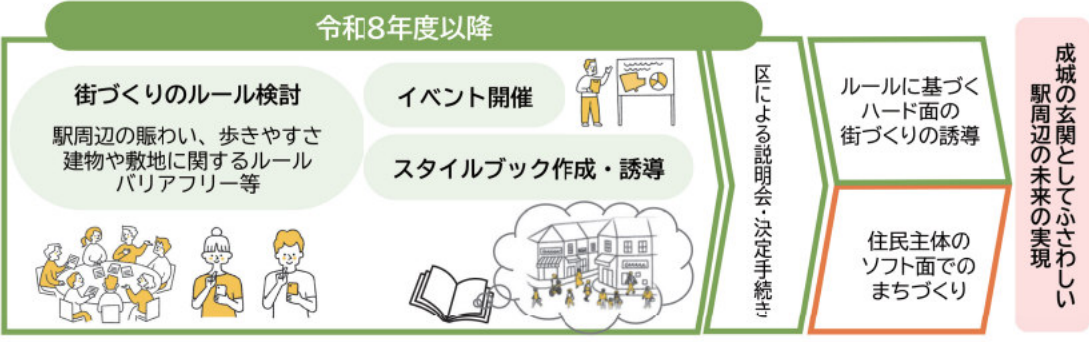 令和8年度以降
街づくりのルール検討
駅周辺の賑わい、歩きやすさ
建物や敷地に関するルール
バリアフリー等
イベント開催
スタイルブック作成・誘導
区による説明会・決定手続き
ルールに基づく
ハード面の
街づくりの誘導
住民主体の
ソフト面での
まちづくり
成城の玄関としてふさわしい
駅周辺の未来の実現